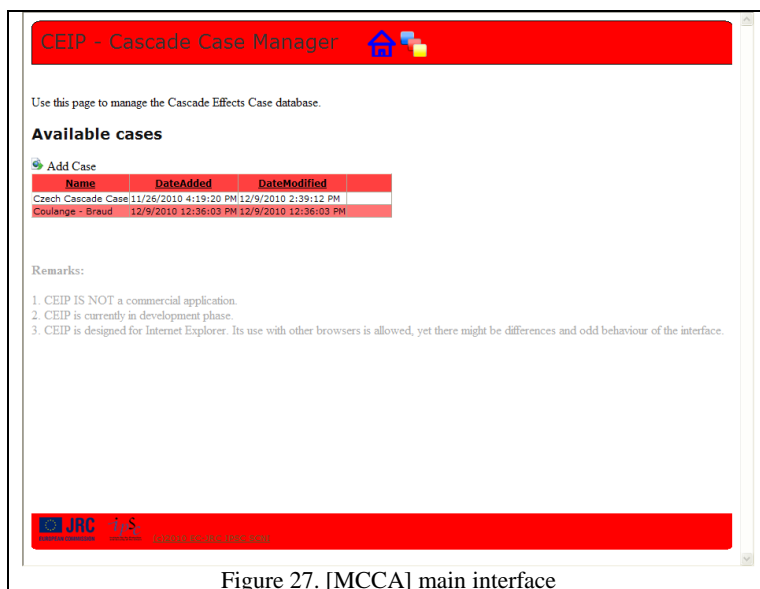 CEIP - Cascade Case Manager
Use this page to manage the Cascade Effects Case database.
Available cases
Add Case
Name DateAdded DateModified
Czech Cascade Case 11/26/2010 4:19:20 PM 12/9/2010 2:39:12 PM
Coulange - Braud 12/9/2010 12:36:03 PM 12/9/2010 12:36:03 PM
Remarks:
1. CEIP IS NOT a commercial application.
2. CEIP is currently in development phase.
3. CEIP is designed for Internet Explorer. Its use with other browsers is allowed, yet there might be differences and odd behaviour of the interface.
JRC
EUROPEAN COMMISSION
Figure 27. [MCCA] main interface